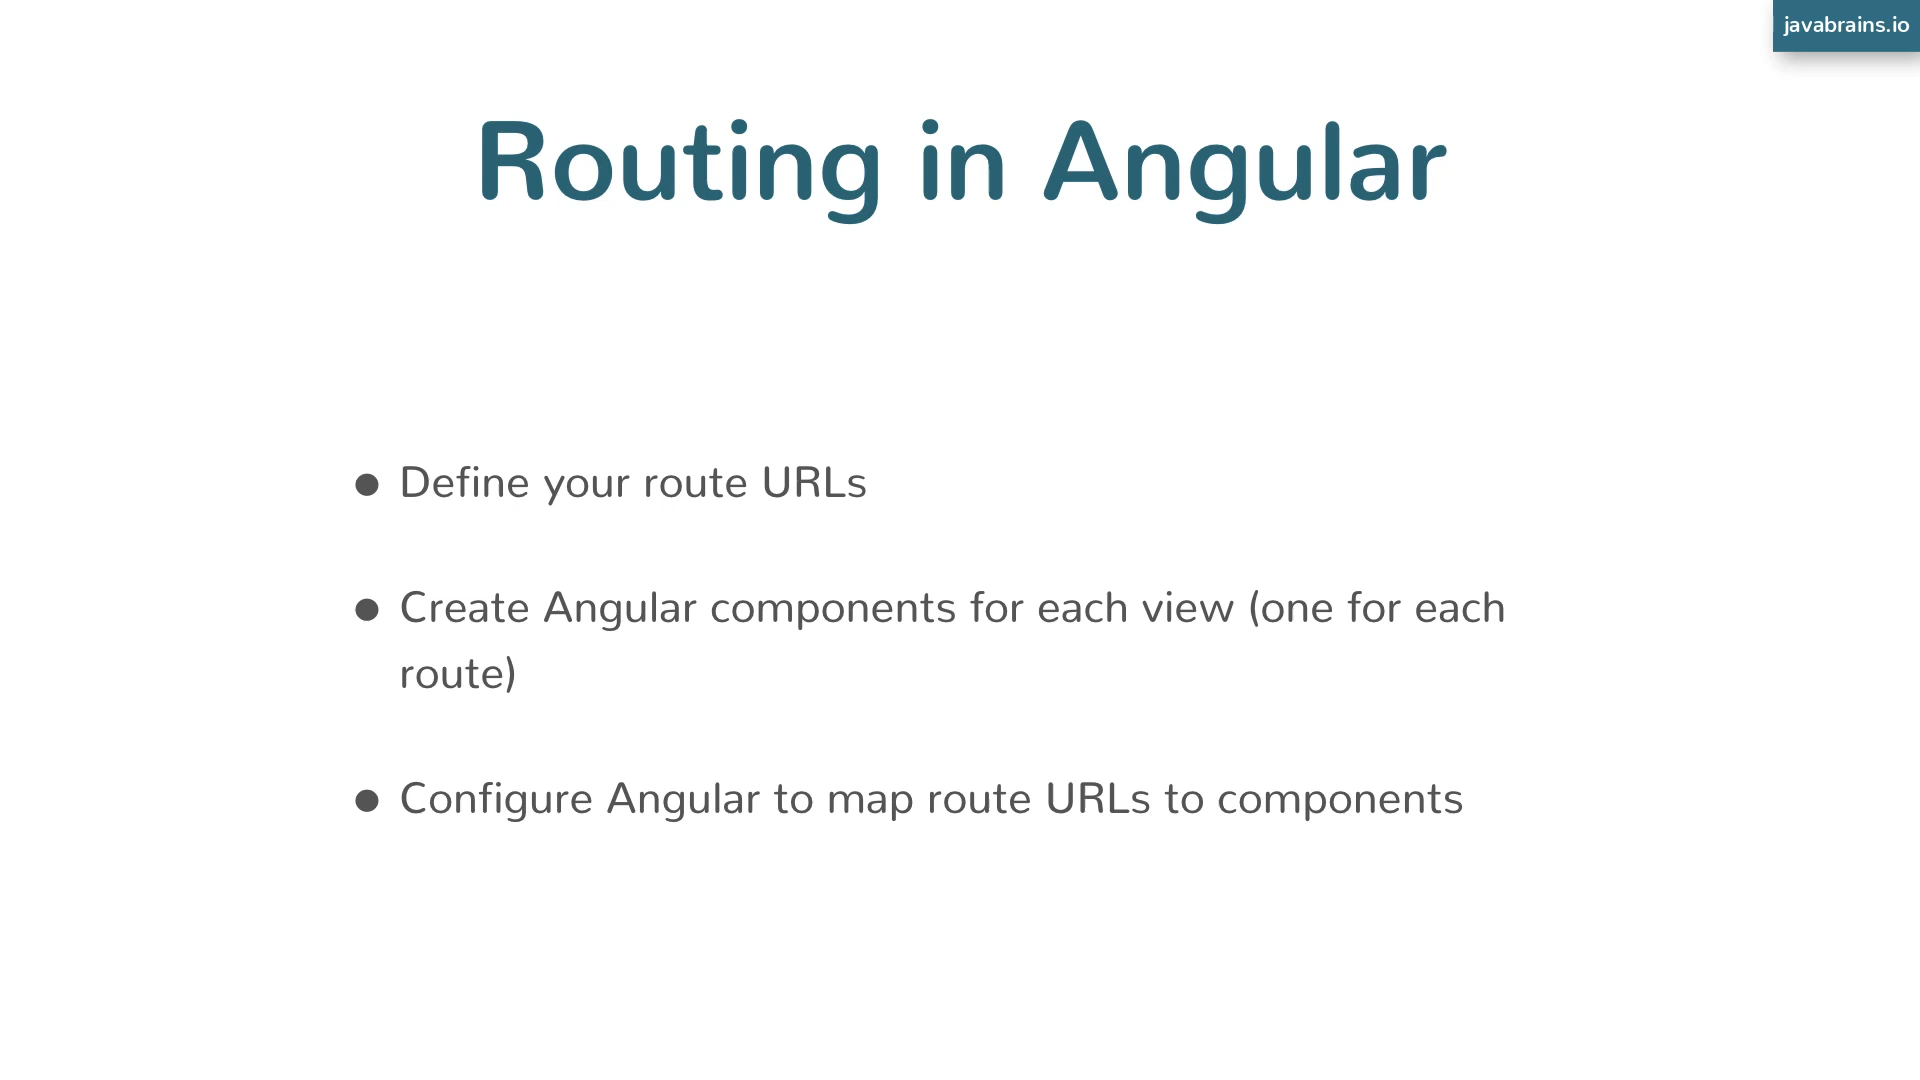 javabrains.io
Routing in Angular
● Define your route URLs
● Create Angular components for each view (one for each
route)
● Configure Angular to map route URLs to components